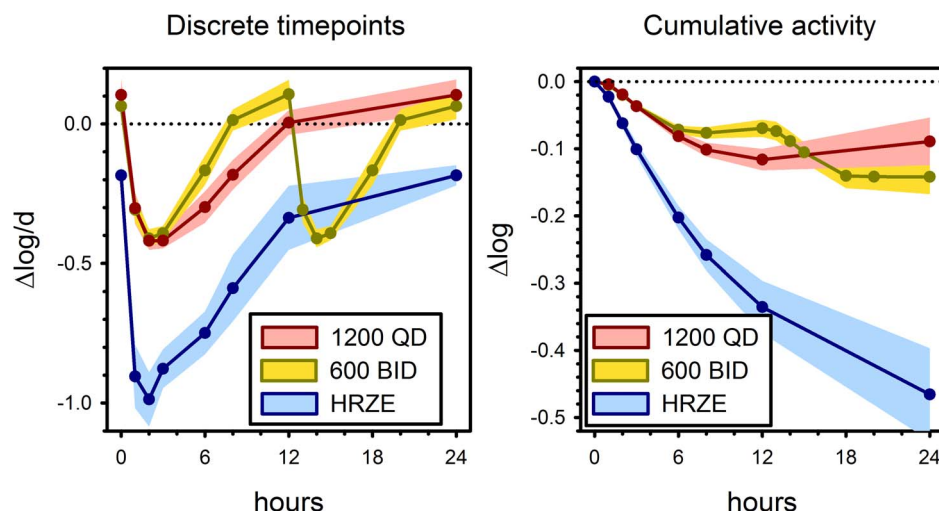 Discrete timepoints
Δlog/d
0.0
-0.5
-1.0
1200 QD
600 BID
HRZE
0 6 12 18 24
hours
Cumulative activity
Δlog
0.0
-0.1
-0.2
-0.3
-0.4
-0.5
1200 QD
600 BID
HRZE
0 6 12 18 24
hours